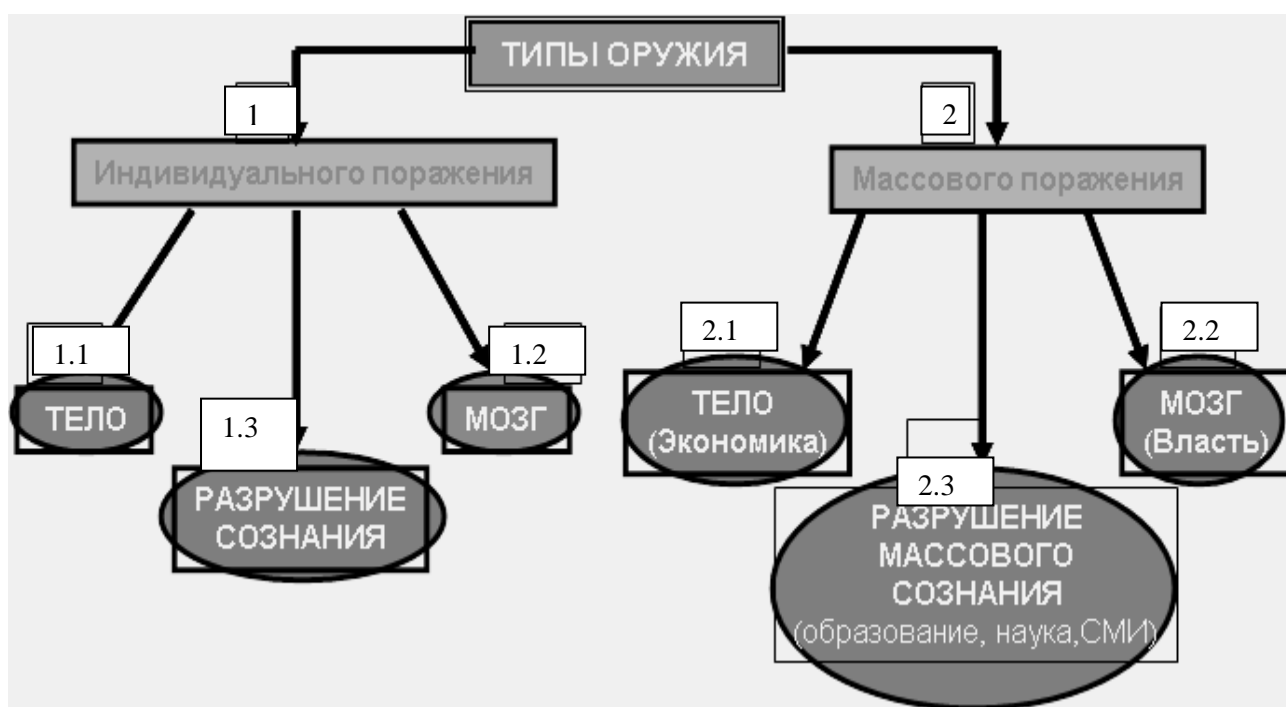 ТИПЫ ОРУЖИЯ
1
2
Индивидуального поражения
Массового поражения
1.1
1.2
2.1
2.2
ТЕЛО
1.3
МОЗГ
ТЕЛО
(Экономика)
МОЗГ
(Власть)
РАЗРУШЕНИЕ
СОЗНАНИЯ
2.3
РАЗРУШЕНИЕ
МАССОВОГО
СОЗНАНИЯ
(образование, наука,СМИ)